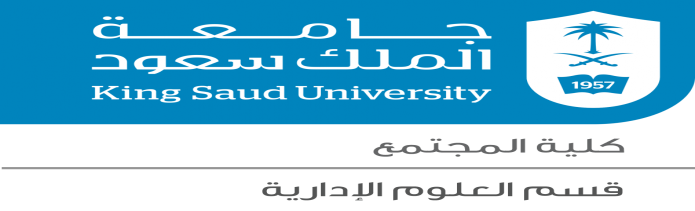 جامعة
الملك سعود
King Saud University
1957
كلية المجتمع
قسم العلوم الإدارية